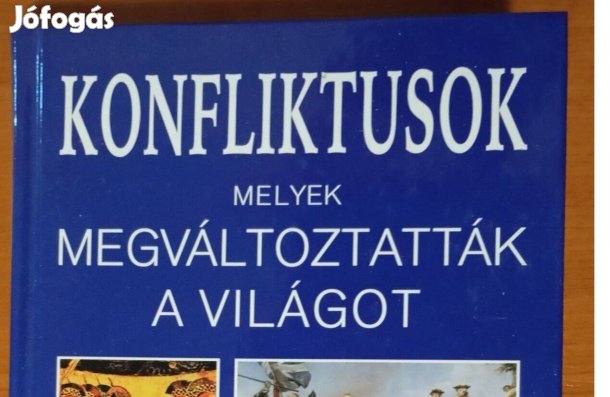 Jófogás
KONFLIKTUSOK
MELYEK
MEGVÁLTOZTATTÁK
A VILÁGOT